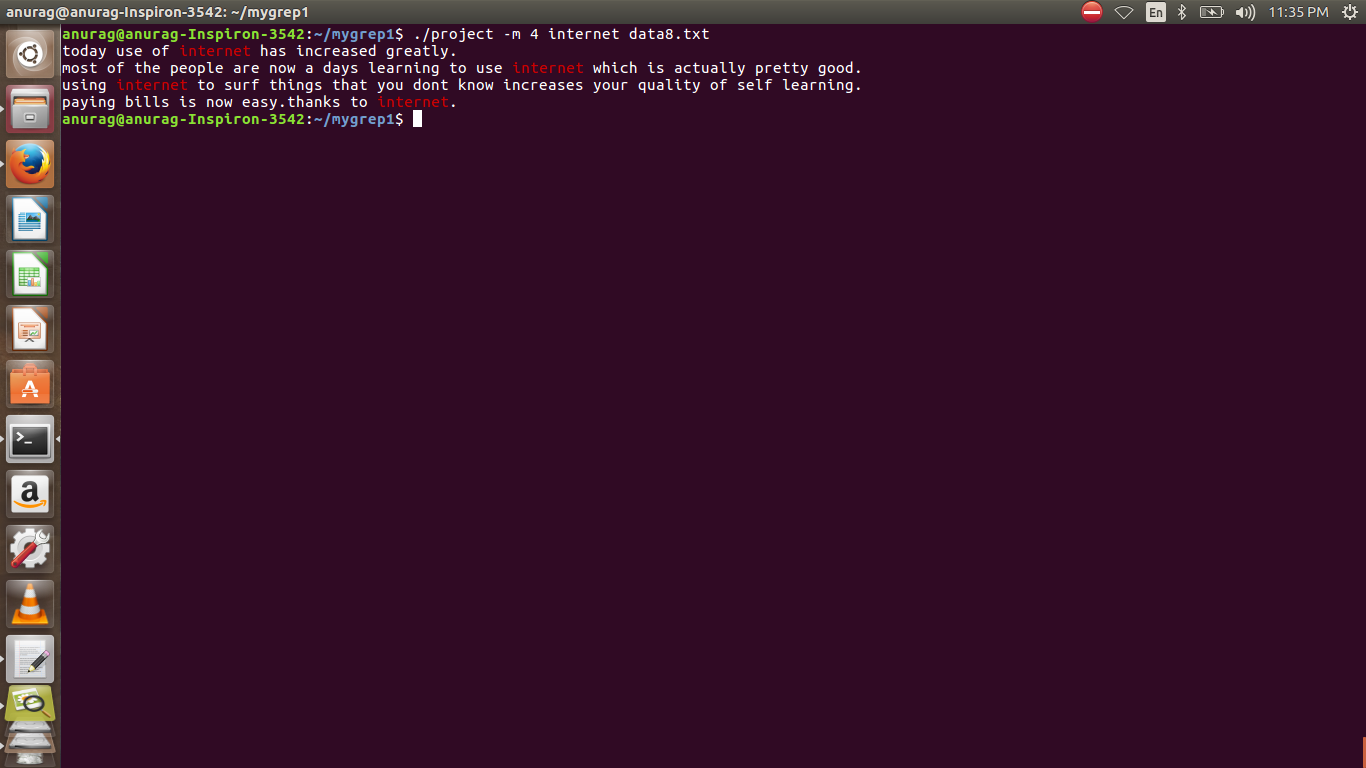 anurag@anurag-Inspiron-3542: ~/mygrep1
En
11:35 PM
anurag@anurag-Inspiron-3542:~/mygrep1$ ./project -m 4 internet data8.txt
today use of internet has increased greatly.
most of the people are now a days learning to use internet which is actually pretty good.
using internet to surf things that you dont know increases your quality of self learning.
paying bills is now easy.thanks to internet.
anurag@anurag-Inspiron-3542:~/mygrep1$